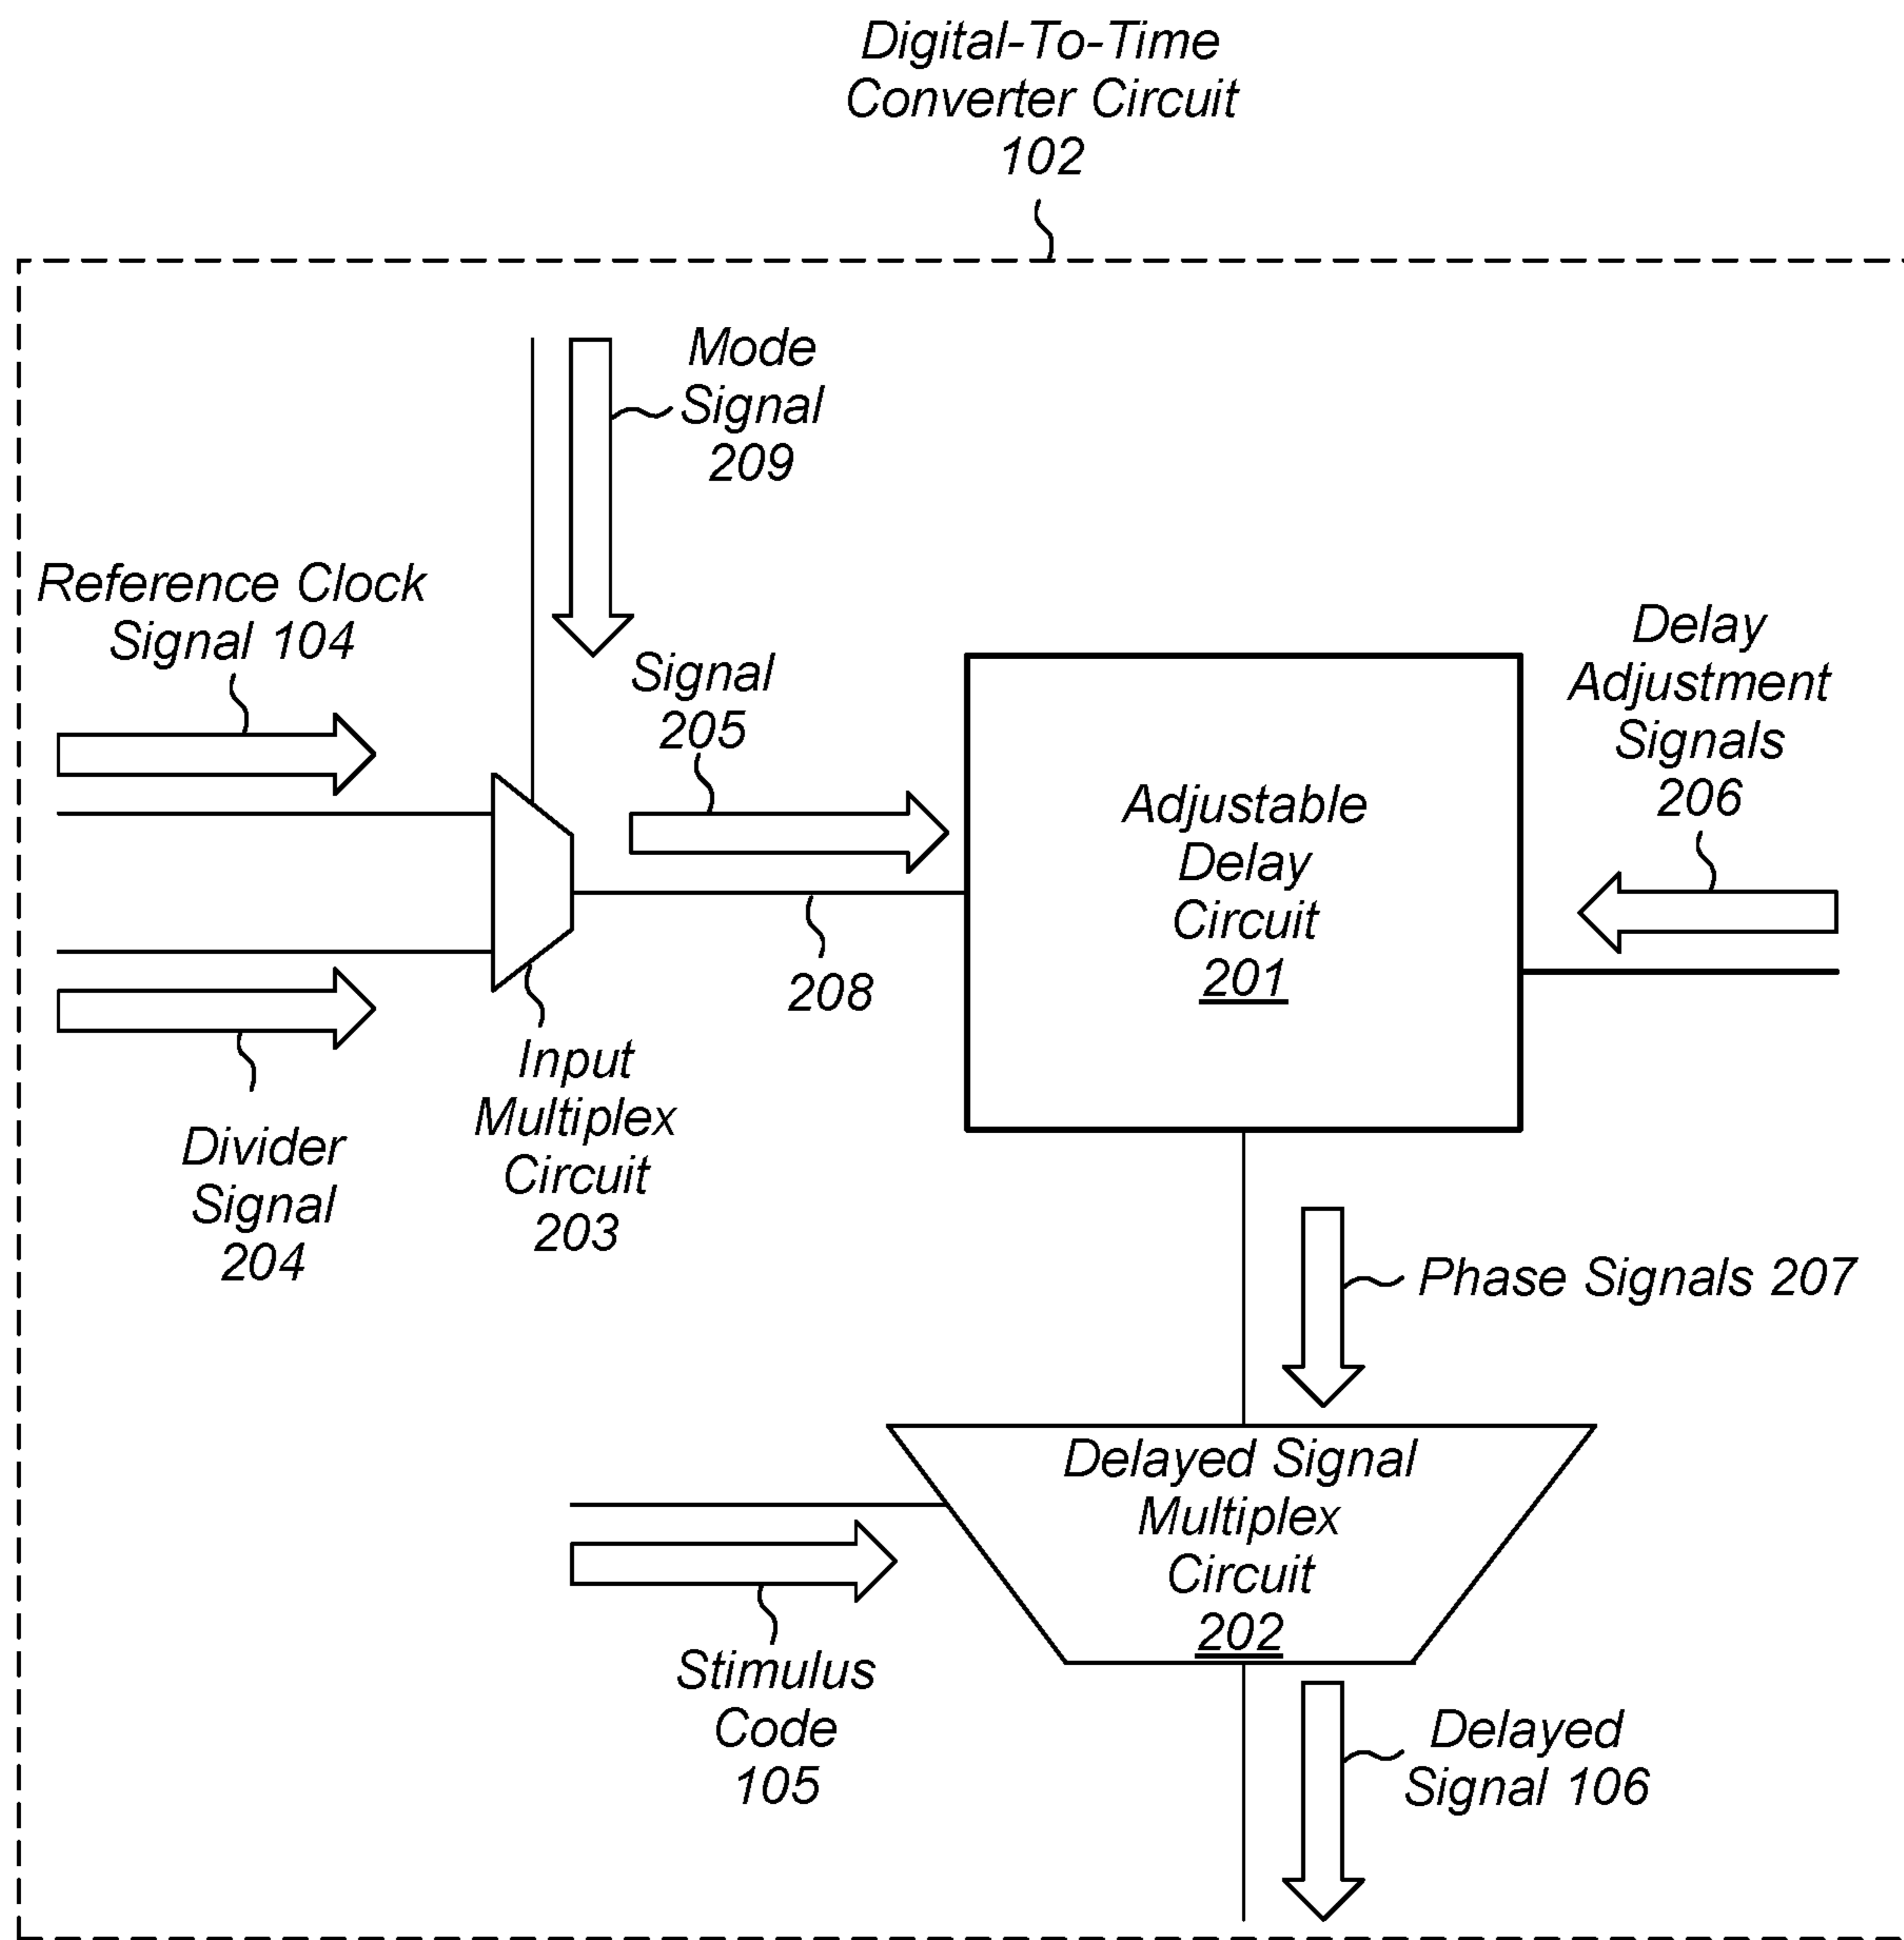 Digital-To-Time
Converter Circuit
102
Mode
Signal
209
Reference Clock
Signal 104
Signal
205
Delay
Adjustment
Signals
206
Adjustable
Delay
Circuit
201
208
Input
Multiplex
Circuit
203
Divider
Signal
204
Phase Signals 207
Delayed Signal
Multiplex
Circuit
202
Stimulus
Code
105
Delayed
Signal 106